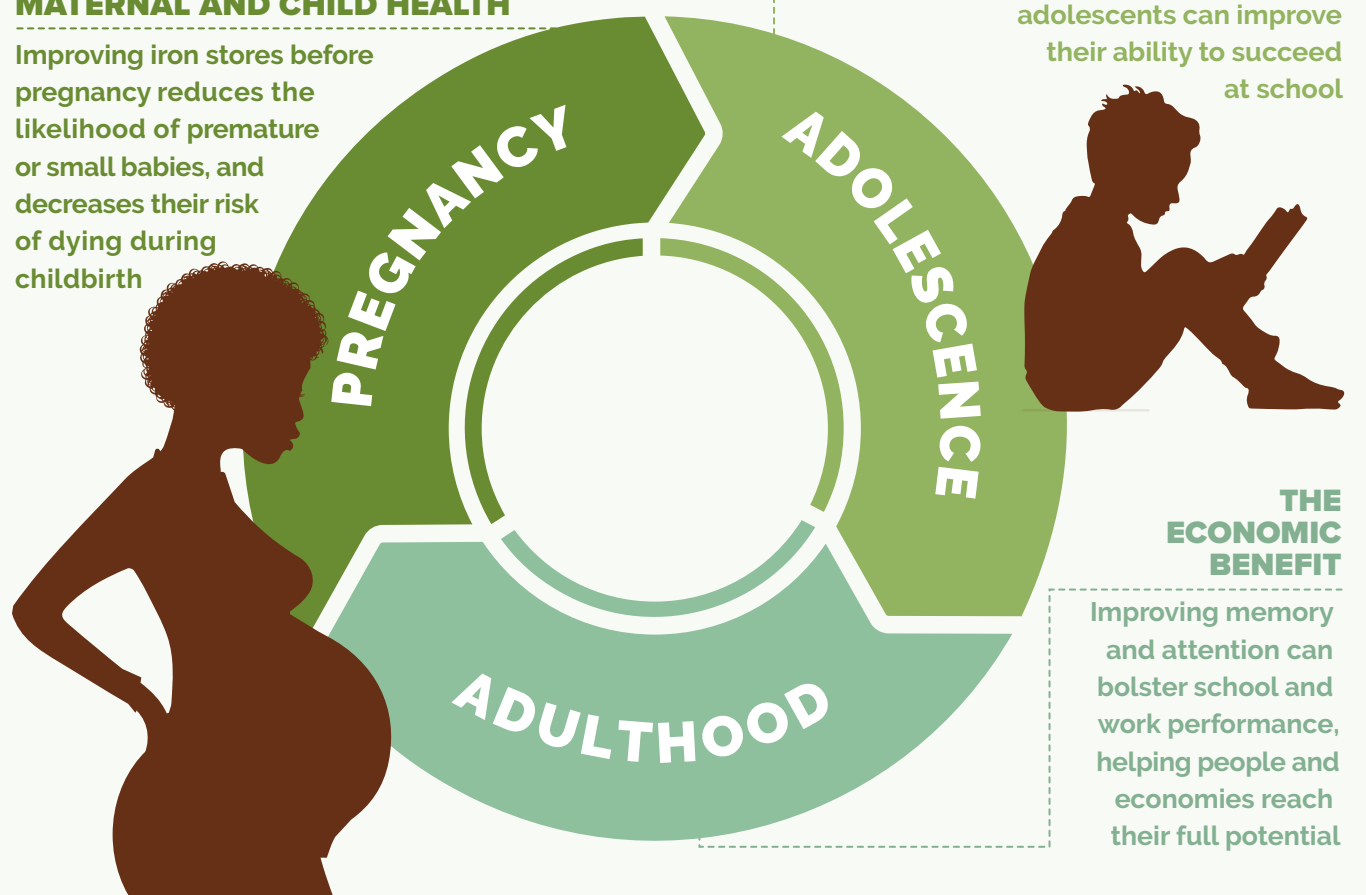 MATERNAL AND CHILD HEALTH
Improving iron stores before
pregnancy reduces the
likelihood of premature
or small babies, and
decreases their risk
of dying during
childbirth
adolescents can improve
their ability to succeed
at school
PREGNANCY
ADOLESCENCE
ADULTHOOD
THE
ECONOMIC
BENEFIT
Improving memory
and attention can
bolster school and
work performance,
helping people and
economies reach
their full potential